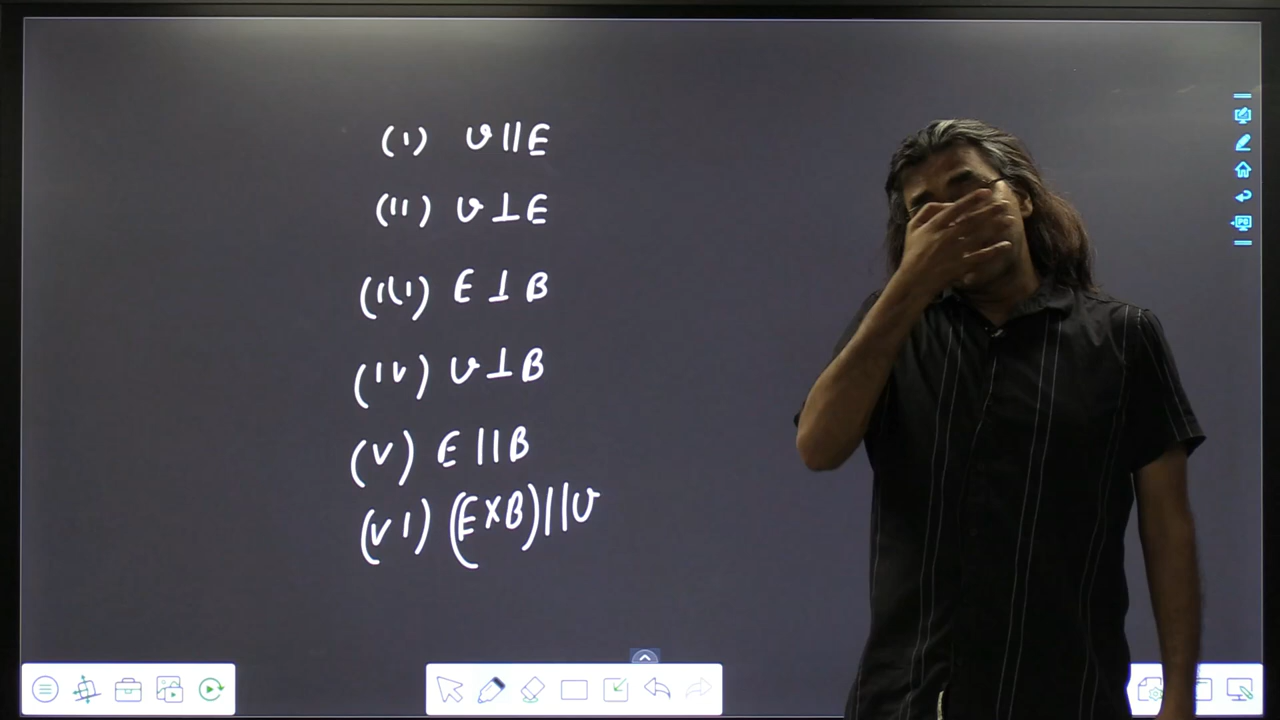 (i) v || E
(ii) v ⊥ E
(iii) E ⊥ B
(iv) v ⊥ B
(v) E || B
(vi) (E×B) || v